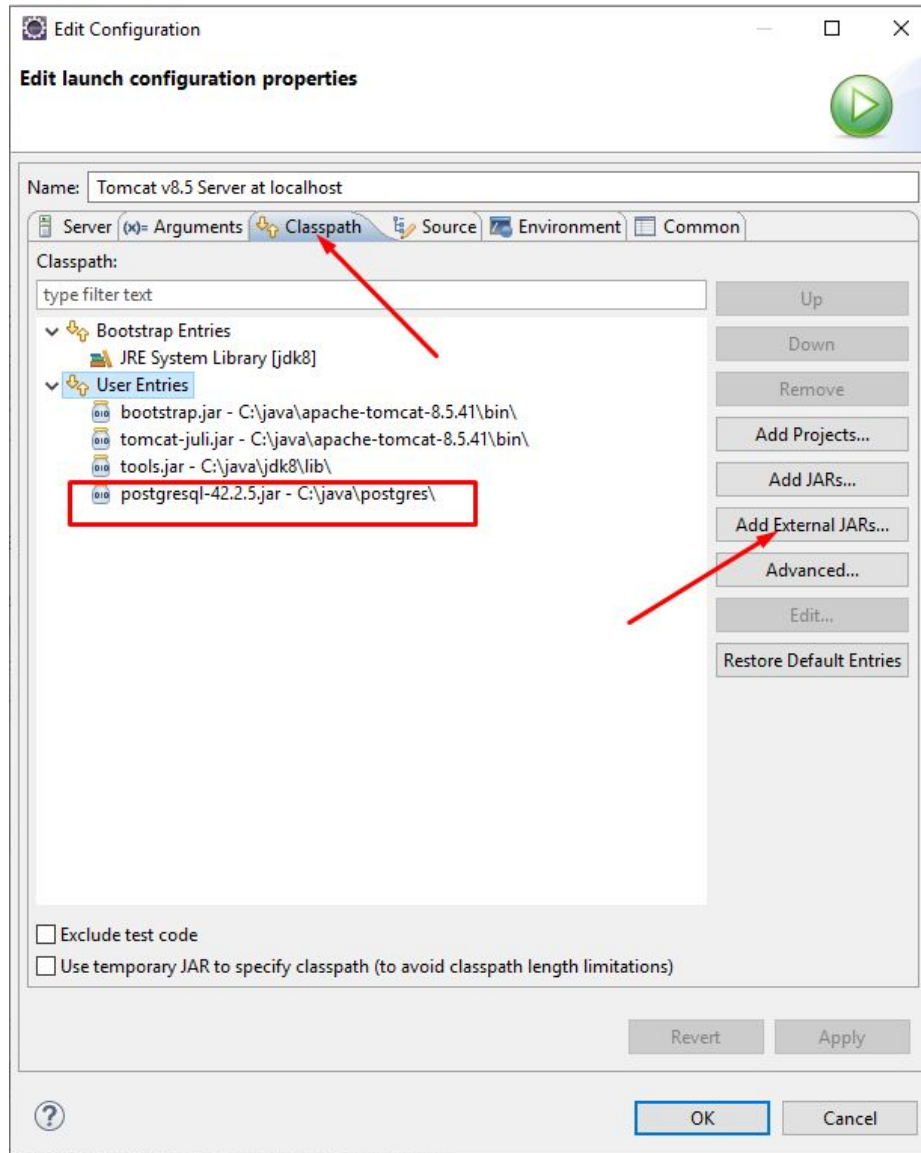 Edit Configuration
Edit launch configuration properties
Name: Tomcat v8.5 Server at localhost
Server (x)= Arguments Classpath Source Environment Common
Classpath:
type filter text
Up
Bootstrap Entries
JRE System Library [jdk8]
Down
User Entries
Remove
bootstrap.jar - C:\java\apache-tomcat-8.5.41\bin\
tomcat-juli.jar - C:\java\apache-tomcat-8.5.41\bin\
Add Projects...
tools.jar - C:\java\jdk8\lib\
Add JARs...
postgresql-42.2.5.jar - C:\java\postgres\
Add External JARs...
Advanced...
Edit...
Restore Default Entries
Exclude test code
Use temporary JAR to specify classpath (to avoid classpath length limitations)
Revert
Apply
?
OK
Cancel